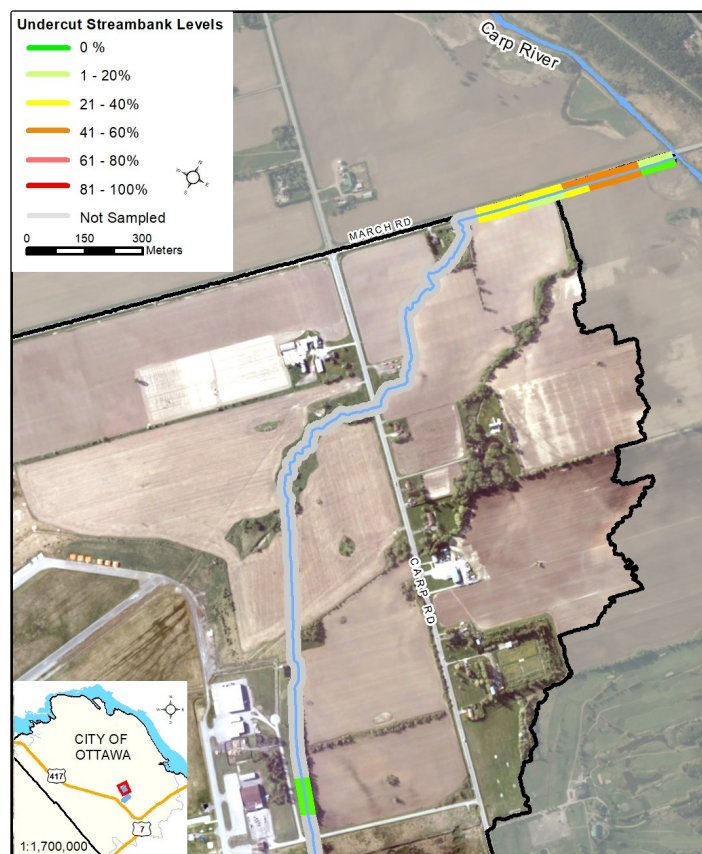 Undercut Streambank Levels
0 %
1 - 20%
21 - 40%
41 - 60%
61 - 80%
81 - 100%
Not Sampled
0 150 300
Meters
Carp River
MARCH RD
CARP RD
CITY OF
OTTAWA
417
7
1:1,700,000